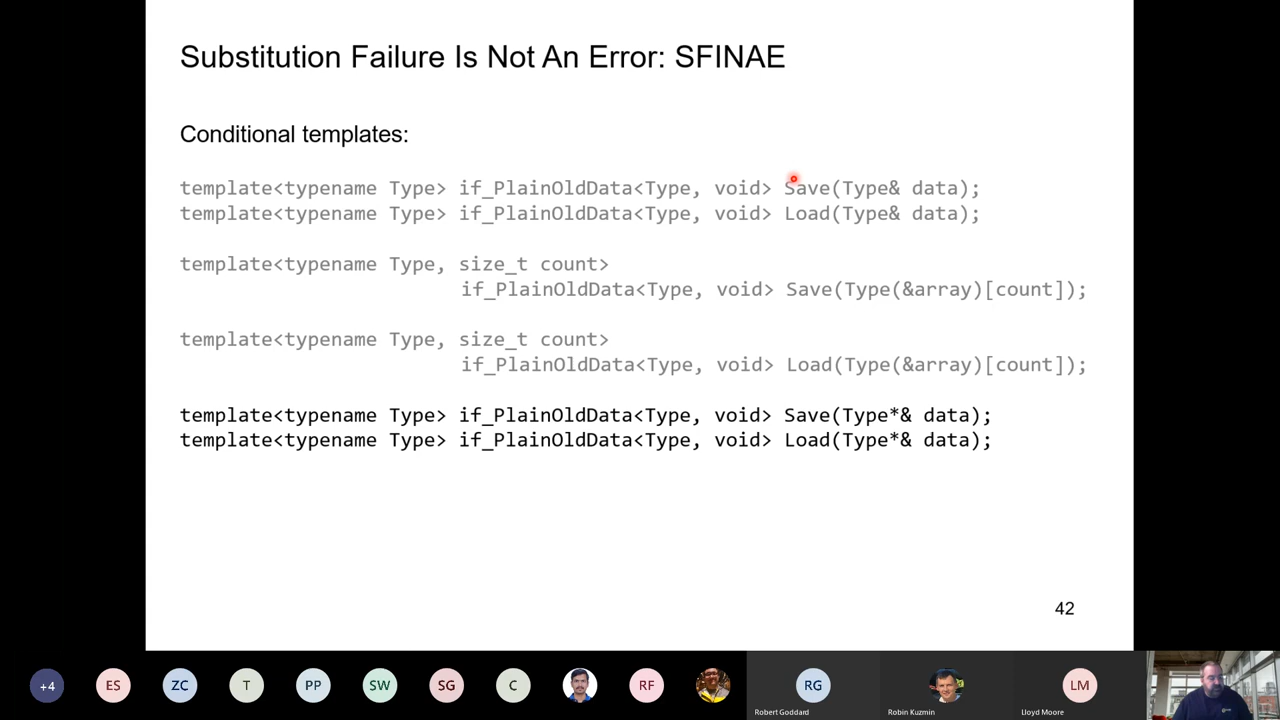 Substitution Failure Is Not An Error: SFINAE
Conditional templates:
template<typename Type> if_PlainOldData<Type, void> Save(Type& data);
template<typename Type> if_PlainOldData<Type, void> Load(Type& data);
template<typename Type, size_t count>
if_PlainOldData<Type, void> Save(Type(&array)[count]);
template<typename Type, size_t count>
if_PlainOldData<Type, void> Load(Type(&array)[count]);
template<typename Type> if_PlainOldData<Type, void> Save(Type*& data);
template<typename Type> if_PlainOldData<Type, void> Load(Type*& data);
42
+4 ES ZC T PP SW SG C RF RG LM
Robert Goddard Robin Kuzmin Lloyd Moore